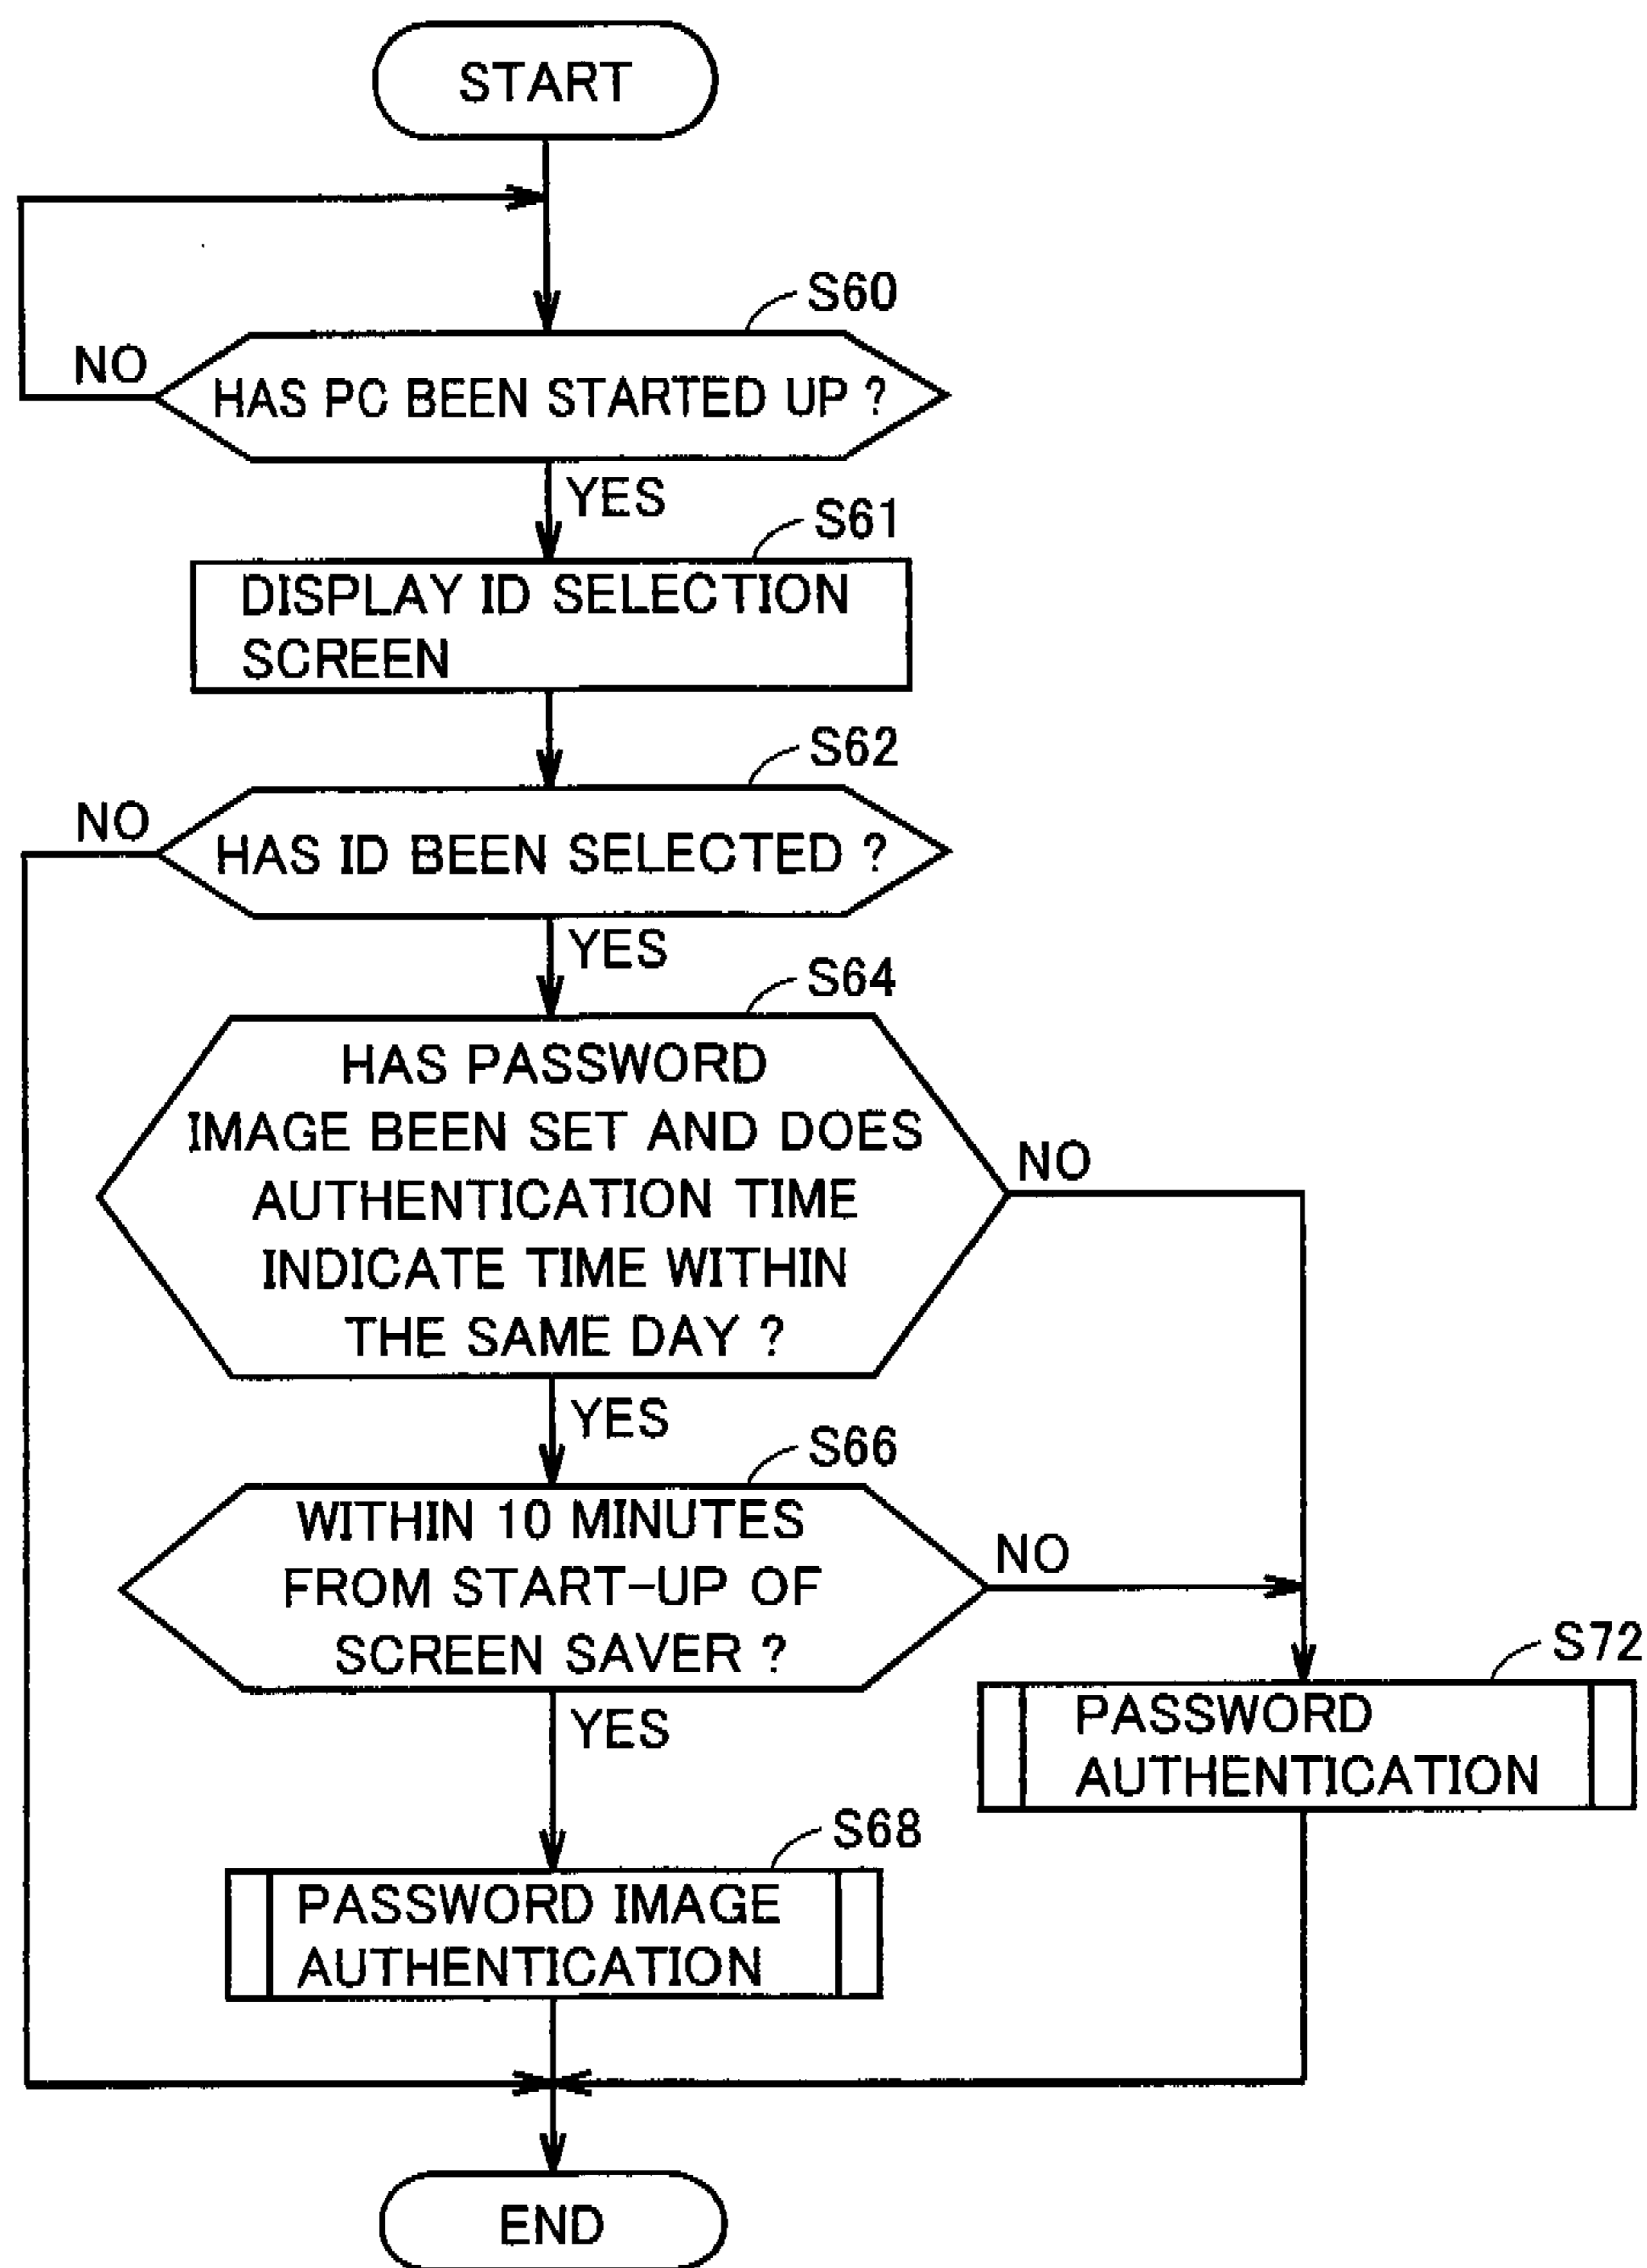 START
S60
NO
HAS PC BEEN STARTED UP ?
YES
S61
DISPLAY ID SELECTION
SCREEN
S62
NO
HAS ID BEEN SELECTED ?
YES
S64
HAS PASSWORD
IMAGE BEEN SET AND DOES
AUTHENTICATION TIME
INDICATE TIME WITHIN
THE SAME DAY ?
NO
YES
S66
WITHIN 10 MINUTES
FROM START-UP OF
SCREEN SAVER ?
NO
YES
S72
PASSWORD
AUTHENTICATION
S68
PASSWORD IMAGE
AUTHENTICATION
END